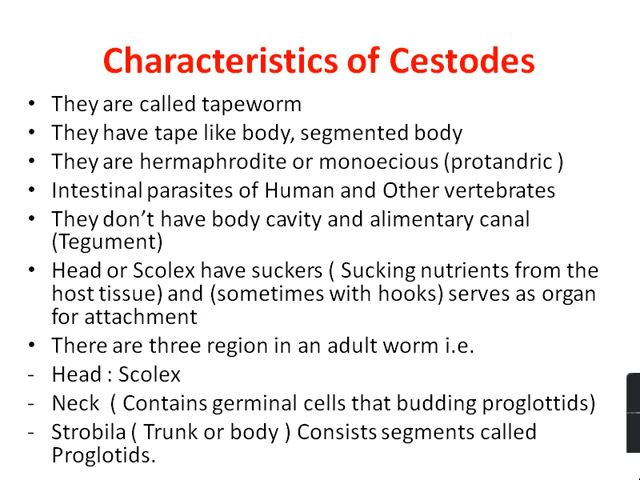 Characteristics of Cestodes
• They are called tapeworm
• They have tape like body, segmented body
• They are hermaphrodite or monoecious (protandric )
• Intestinal parasites of Human and Other vertebrates
• They don’t have body cavity and alimentary canal
(Tegument)
• Head or Scolex have suckers ( Sucking nutrients from the
host tissue) and (sometimes with hooks) serves as organ
for attachment
• There are three region in an adult worm i.e.
- Head : Scolex
- Neck ( Contains germinal cells that budding proglottids)
- Strobila ( Trunk or body ) Consists segments called
Proglotids.